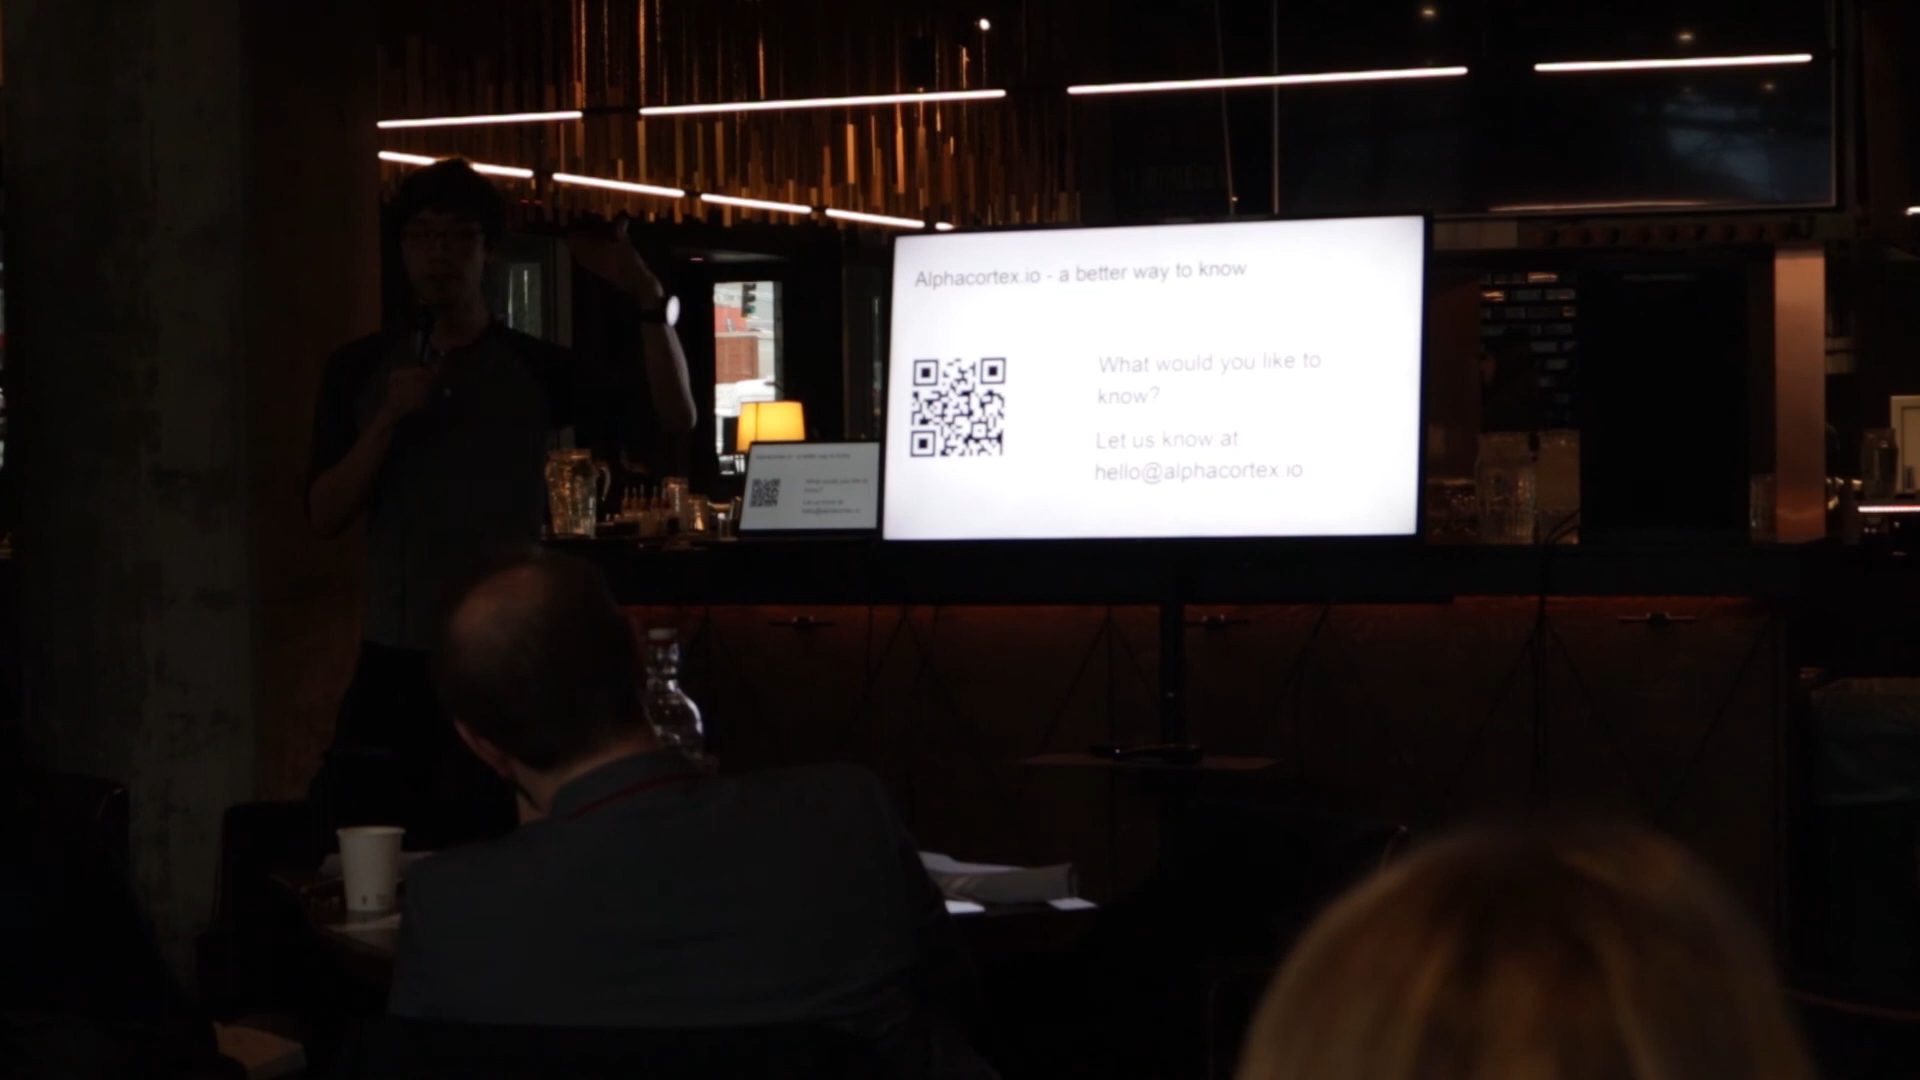 Alphacortex.io - a better way to know
What would you like to
know?
Let us know at
hello@alphacortex.io